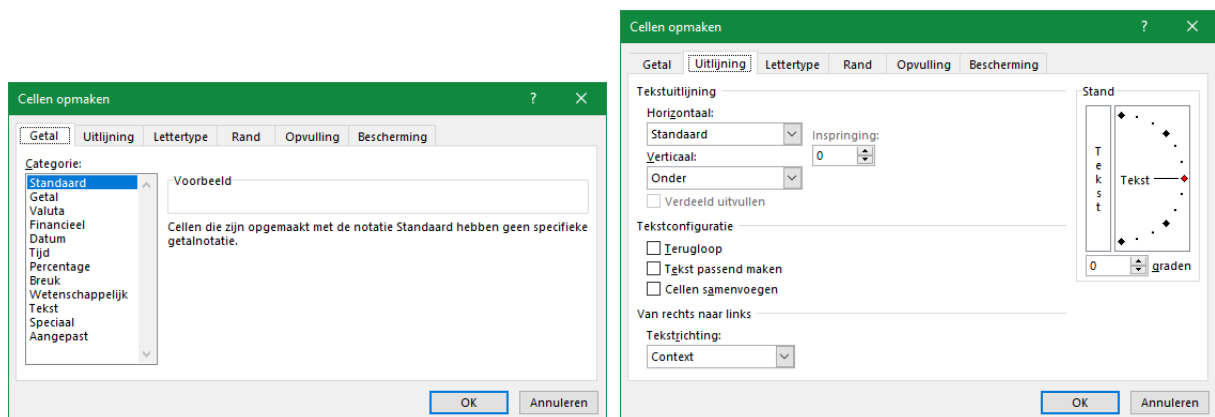 Cellen opmaken
Getal Uitlijning Lettertype Rand Opvulling Bescherming
Categorie:
Standaard
Getal
Valuta
Financieel
Datum
Tijd
Percentage
Breuk
Wetenschappelijk
Tekst
Speciaal
Aangepast
Voorbeeld
Cellen die zijn opgemaakt met de notatie Standaard hebben geen specifieke
getalnotatie.
OK Annuleren
Cellen opmaken
Getal Uitlijning Lettertype Rand Opvulling Bescherming
Tekstuitlijning
Horizontaal:
Standaard
Inspringing:
0
Verticaal:
Onder
Verdeeld uitvullen
Tekstconfiguratie
Terugloop
Tekst passend maken
Cellen samenvoegen
Van rechts naar links
Tekstrichting:
Context
Stand
Tekst
Tekst
0 graden
OK Annuleren